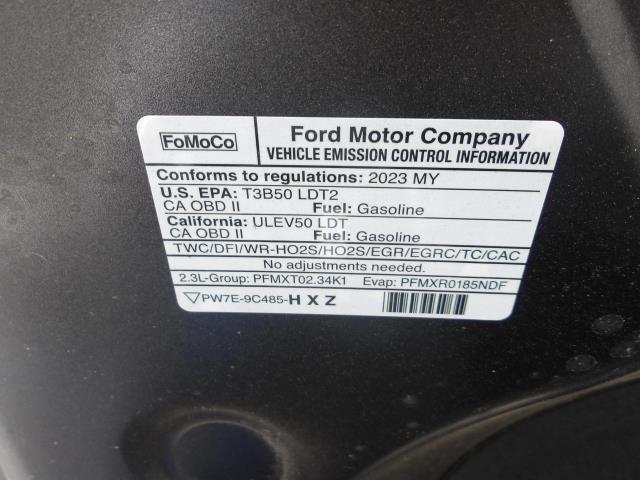 FoMoCo
Ford Motor Company
VEHICLE EMISSION CONTROL INFORMATION
Conforms to regulations: 2023 MY
U.S. EPA: T3B50 LDT2
CA OBD II Fuel: Gasoline
California: ULEV50 LDT
CA OBD II Fuel: Gasoline
TWC/DFI/WR-HO2S/HO2S/EGR/EGRC/TC/CAC
No adjustments needed.
2.3L-Group: PFMXT02.34K1 Evap: PFMXR0185NDF
PW7E-9C485-H X Z